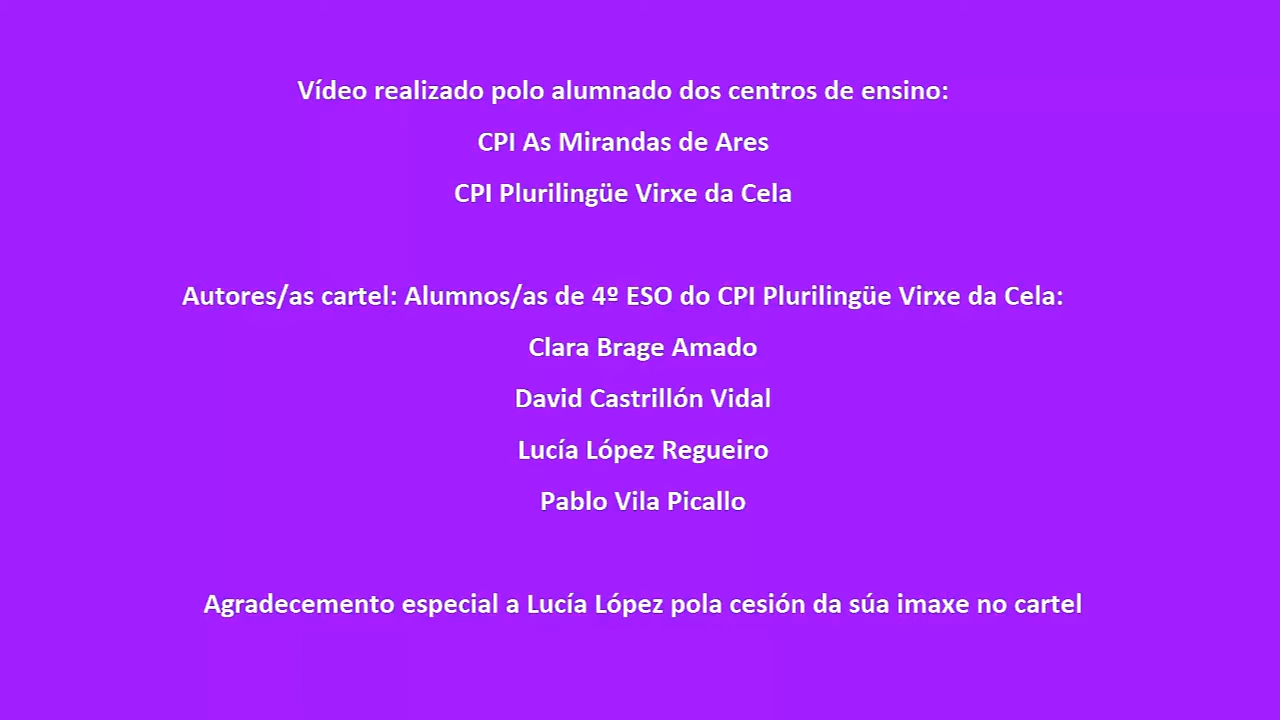 Vídeo realizado polo alumnado dos centros de ensino:
CPI As Mirandas de Ares
CPI Plurilingüe Virxe da Cela
Autores/as cartel: Alumnos/as de 4º ESO do CPI Plurilingüe Virxe da Cela:
Clara Brage Amado
David Castrillón Vidal
Lucía López Regueiro
Pablo Vila Picallo
Agradecemento especial a Lucía López pola cesión da súa imaxe no cartel